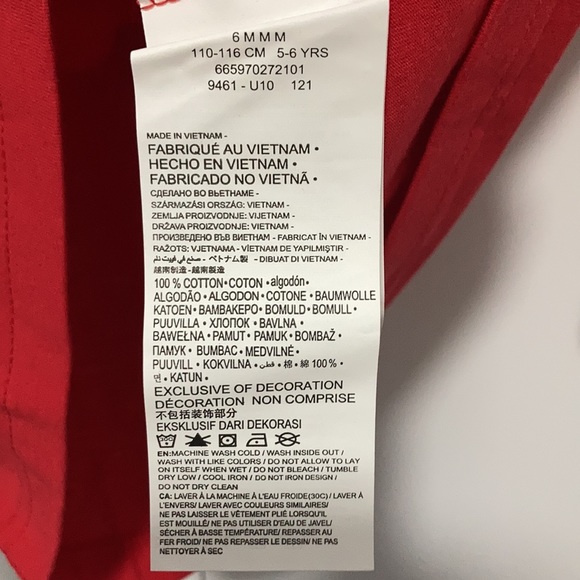 6 M M M
110-116 CM 5-6 YRS
665970272101
9461 - U10 121
MADE IN VIETNAM -
FABRIQUÉ AU VIETNAM •
HECHO EN VIETNAM •
FABRICADO NO VIETNÃ •
СДЕЛАНО ВО ВЬЕТНАМЕ -
SZÁRMAZÁSI ORSZÁG: VIETNAM -
ZEMLJA PROIZVODNJE: VIJETNAM -
DRŽAVA PROIZVODNJE: VIETNAM -
ПРОИЗВЕДЕНО ВЪВ ВИЕТНАМ - FABRICAT ÎN VIETNAM -
RAŽOTS: VJETNAMA - VİETNAM DE YAPILMIŞTIR -
صنع في فييت نام - ベトナム製 - DIBUAT DI VIETNAM -
越南制造 - 越南製造 -
100 % COTTON • COTON • algodón •
ALGODÃO • ALGODON • COTONE • BAUMWOLLE
KATOEN • BAMBAKEPO • BOMULD • BOMULL •
PUUVILLA • ХЛОПОК • BAVLNA •
BAWEŁNA • PAMUT • PAMUK • BOMBAŽ •
ПАМУК • BUMBAC • MEDVILNĖ •
PUUVILL • KOKVILNA • قطن • 棉 • 綿 100% •
면 • KATUN •
EXCLUSIVE OF DECORATION
DÉCORATION NON COMPRISE
不包括装饰部分
EKSKLUSIF DARI DEKORASI
EN: MACHINE WASH COLD / WASH INSIDE OUT /
WASH WITH LIKE COLORS / DO NOT ALLOW TO LAY
ON ITSELF WHEN WET / DO NOT BLEACH / TUMBLE
DRY LOW / COOL IRON / DO NOT IRON DESIGN /
DO NOT DRY CLEAN
CA: LAVER À LA MACHINE À L'EAU FROIDE(30C) / LAVER À
L'ENVERS/ LAVER AVEC COULEURS SIMILAIRES/
NE PAS LAISSER LE VÊTEMENT PLIÉ LORSQU'IL
EST MOUILLÉ/ NE PAS UTILISER D'EAU DE JAVEL/
SÉCHER À BASSE TEMPÉRATURE/ REPASSER AU
FER FROID/ NE PAS REPASSER LE DESSIN/ NE PAS
NETTOYER À SEC